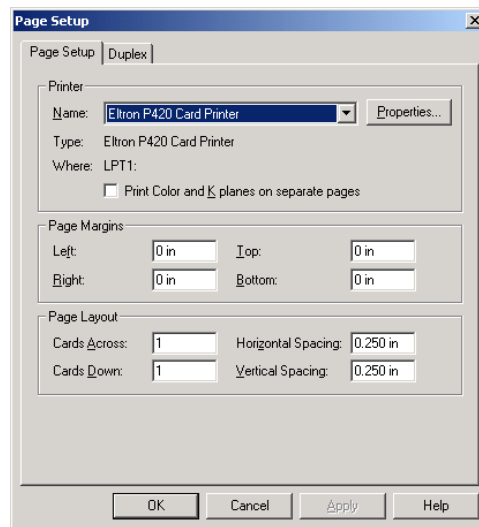 Page Setup
Page Setup Duplex
Printer
Name: Eltron P420 Card Printer Properties...
Type: Eltron P420 Card Printer
Where: LPT1:
Print Color and K planes on separate pages
Page Margins
Left: 0 in Top: 0 in
Right: 0 in Bottom: 0 in
Page Layout
Cards Across: 1 Horizontal Spacing: 0.250 in
Cards Down: 1 Vertical Spacing: 0.250 in
OK Cancel Apply Help